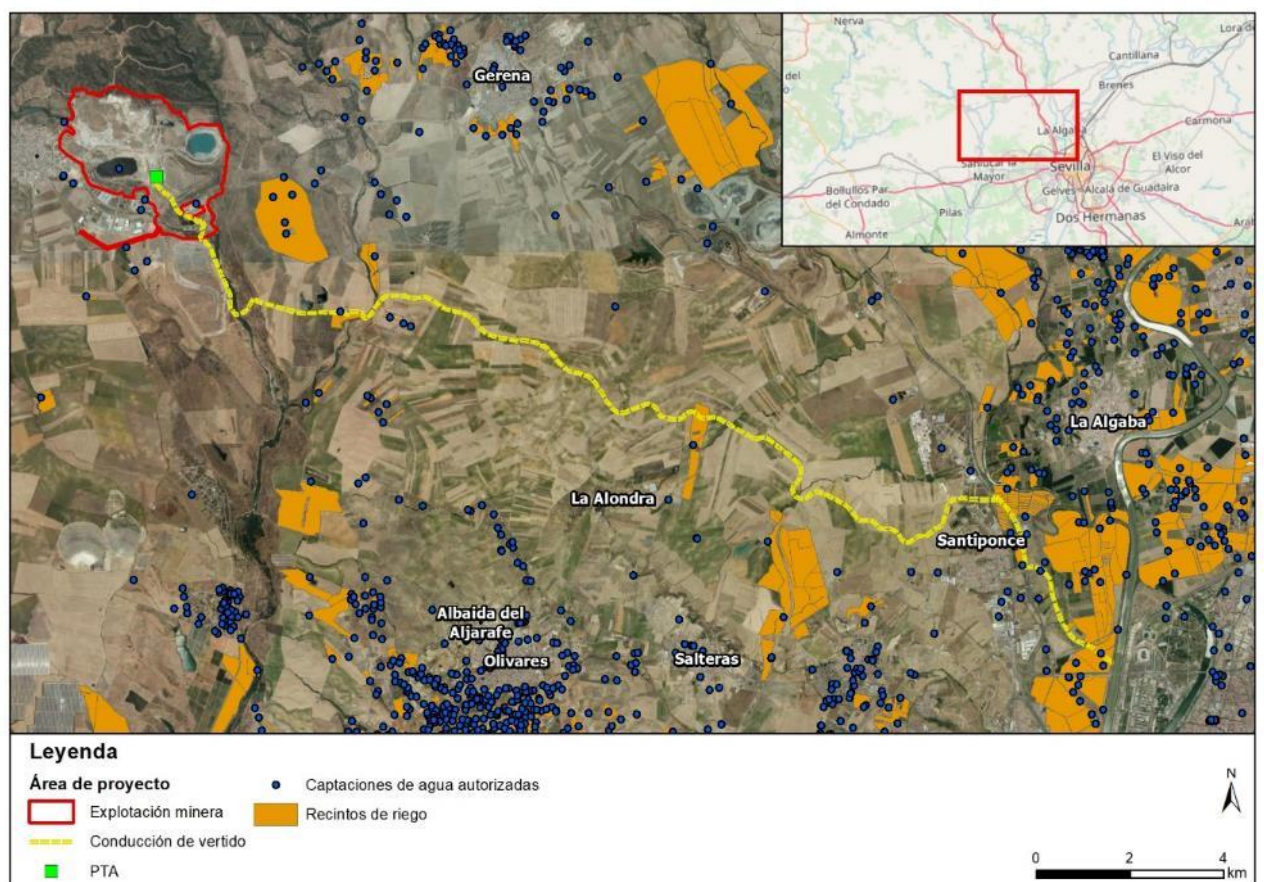 Gerena
La Algaba
La Alondra
Santiponce
Albaida del
Aljarafe
Olivares
Salteras
Nerva
Lora de
Cantillana
del
Brenes
La Algaba
Carmona
Sanlúcar la
Mayor
Sevilla
El Viso del
Alcor
Bollullos Par
del Condado
Gelves
Alcalá de Guadaira
Pilas
Dos Hermanas
Almonte
Leyenda
Área de proyecto
Explotación minera
Conducción de vertido
PTA
Captaciones de agua autorizadas
Recintos de riego
N
0 2 4
km